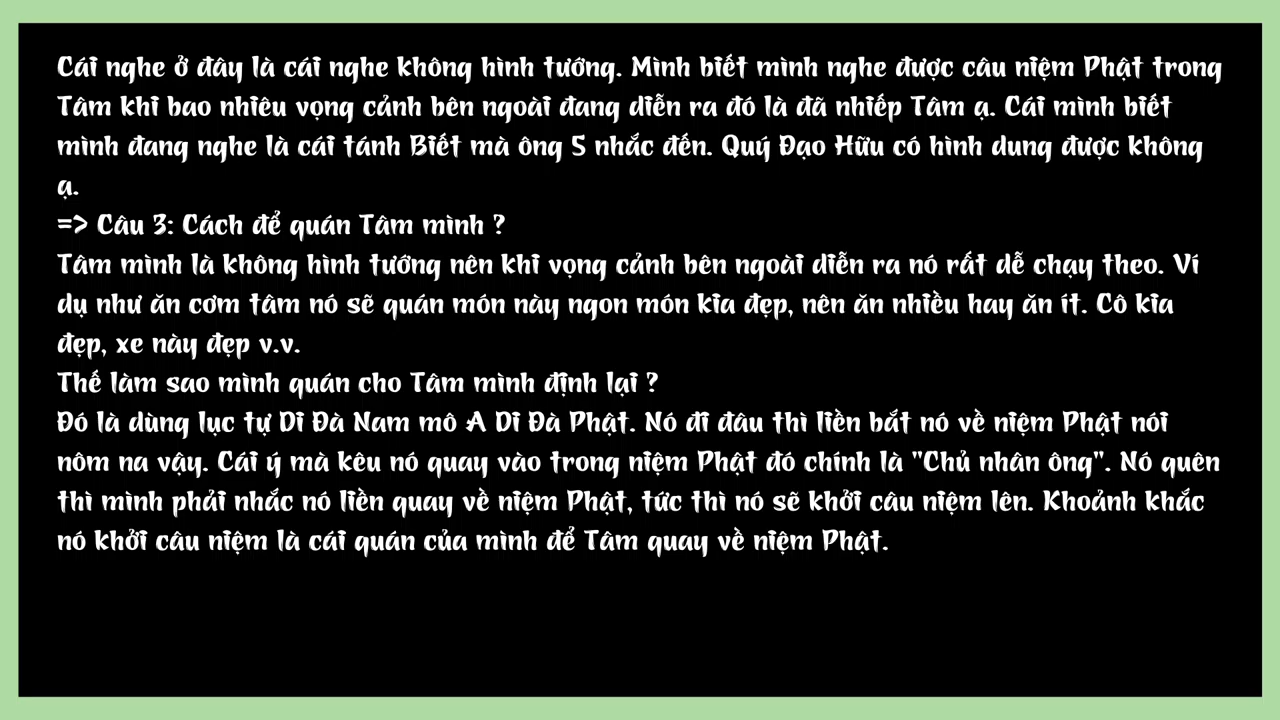 Cái nghe ở đây là cái nghe không hình tướng. Mình biết mình nghe được câu niệm Phật trong
Tâm khi bao nhiêu vọng cảnh bên ngoài đang diễn ra đó là đã nhiếp Tâm ạ. Cái mình biết
mình đang nghe là cái tánh Biết mà ông 5 nhắc đến. Quý Đạo Hữu có hình dung được không
ạ.
=> Câu 3: Cách để quán Tâm mình ?
Tâm mình là không hình tướng nên khi vọng cảnh bên ngoài diễn ra nó rất dễ chạy theo. Ví
dụ như ăn cơm tâm nó sẽ quán món này ngon món kia đẹp, nên ăn nhiều hay ăn ít. Cô kia
đẹp, xe này đẹp v.v.
Thế làm sao mình quán cho Tâm mình định lại ?
Đó là dùng lục tự Di Đà Nam mô A Di Đà Phật. Nó đi đâu thì liền bắt nó về niệm Phật nói
nôm na vậy. Cái ý mà kêu nó quay vào trong niệm Phật đó chính là "Chủ nhân ông". Nó quên
thì mình phải nhắc nó liền quay về niệm Phật, tức thì nó sẽ khởi câu niệm lên. Khoảnh khắc
nó khởi câu niệm là cái quán của mình để Tâm quay về niệm Phật.